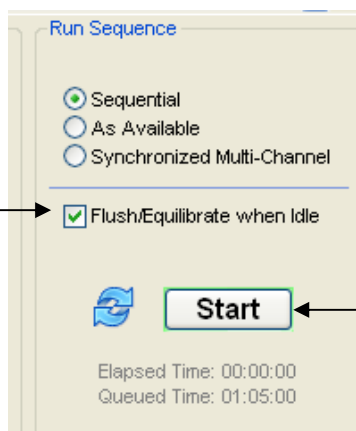 Run Sequence
Sequential
As Available
Synchronized Multi-Channel
Flush/Equilibrate when Idle
Start
Elapsed Time: 00:00:00
Queued Time: 01:05:00